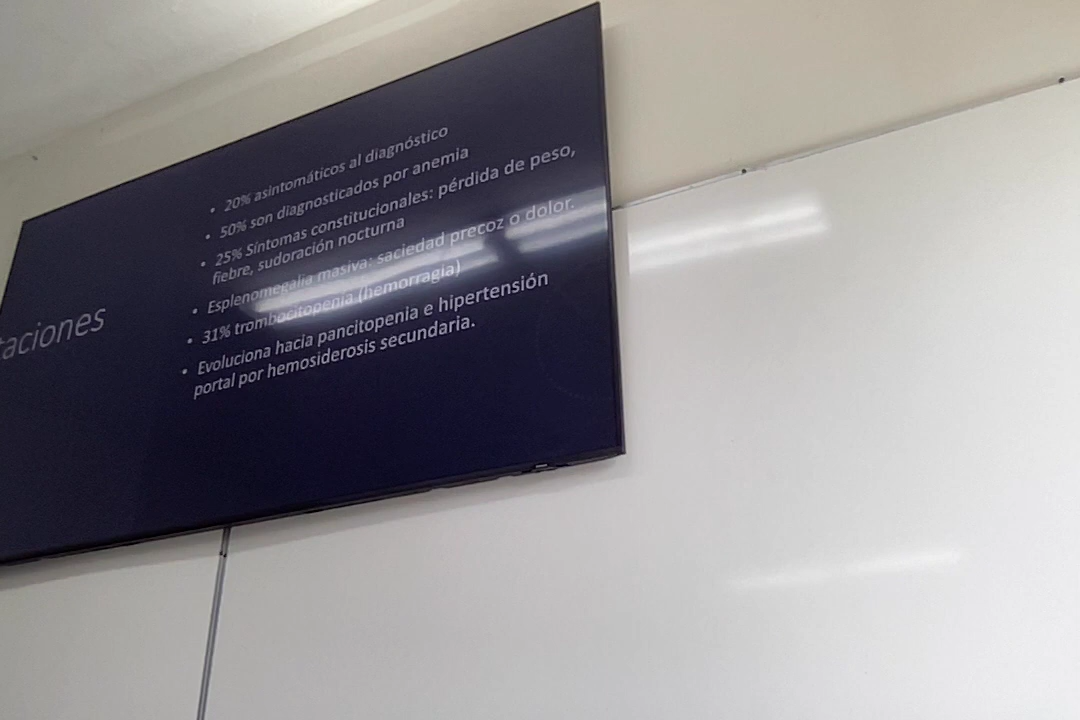 taciones
• 20% asintomáticos al diagnóstico
• 50% son diagnosticados por anemia
• 25% Síntomas constitucionales: pérdida de peso,
fiebre, sudoración nocturna
• Esplenomegalia masiva: saciedad precoz o dolor.
• 31% trombocitopenia (hemorragia)
• Evoluciona hacia pancitopenia e hipertensión
portal por hemosiderosis secundaria.